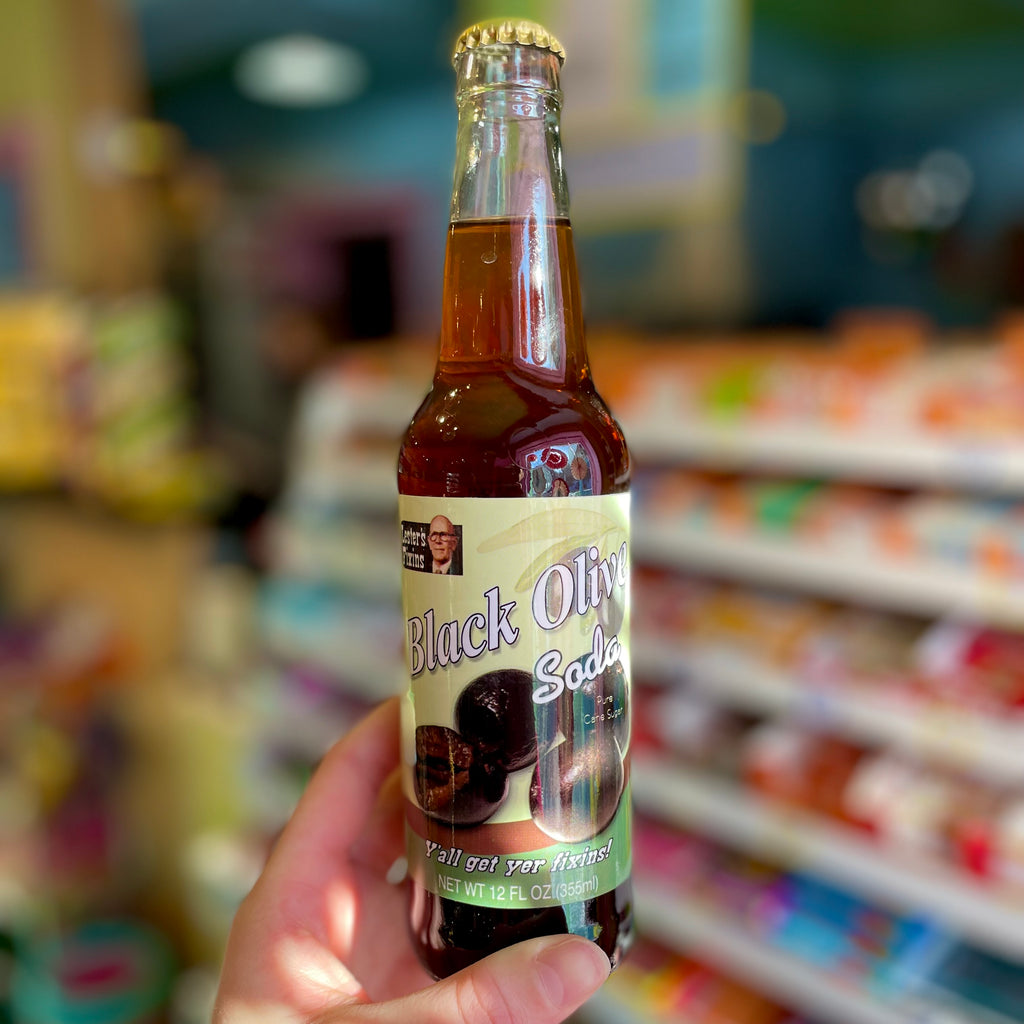 Lester's
Fixins
Black Olive
Soda
Pure
Cane Sugar
Y'all get yer fixins!
NET WT 12 FL OZ (355ml)